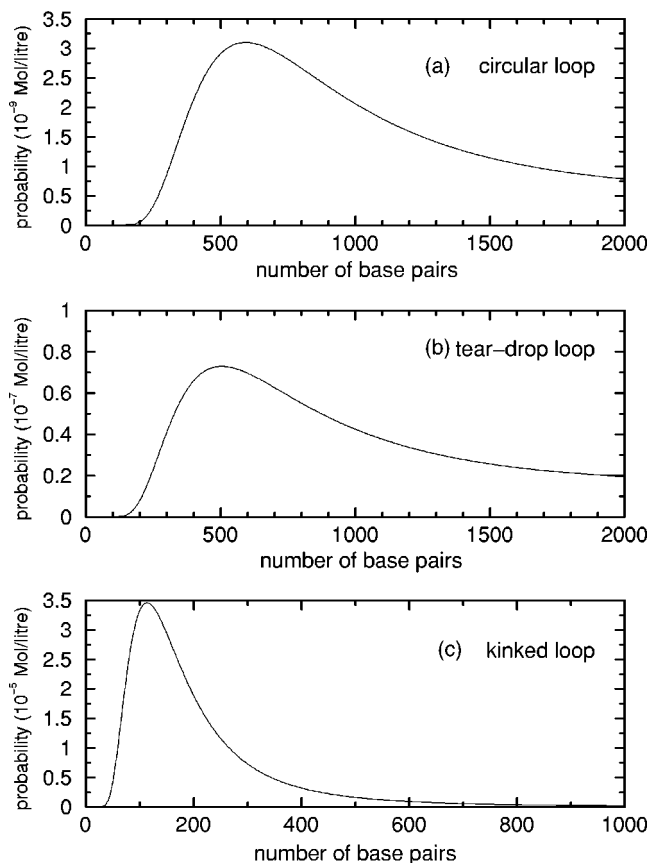 3.5
3
2.5
2
1.5
1
0.5
0
probability (10⁻⁹ Mol/litre)
(a) circular loop
0 500 1000 1500 2000
number of base pairs
1
0.8
0.6
0.4
0.2
0
probability (10⁻⁷ Mol/litre)
(b) tear-drop loop
0 500 1000 1500 2000
number of base pairs
3.5
3
2.5
2
1.5
1
0.5
0
probability (10⁻⁵ Mol/litre)
(c) kinked loop
0 200 400 600 800 1000
number of base pairs